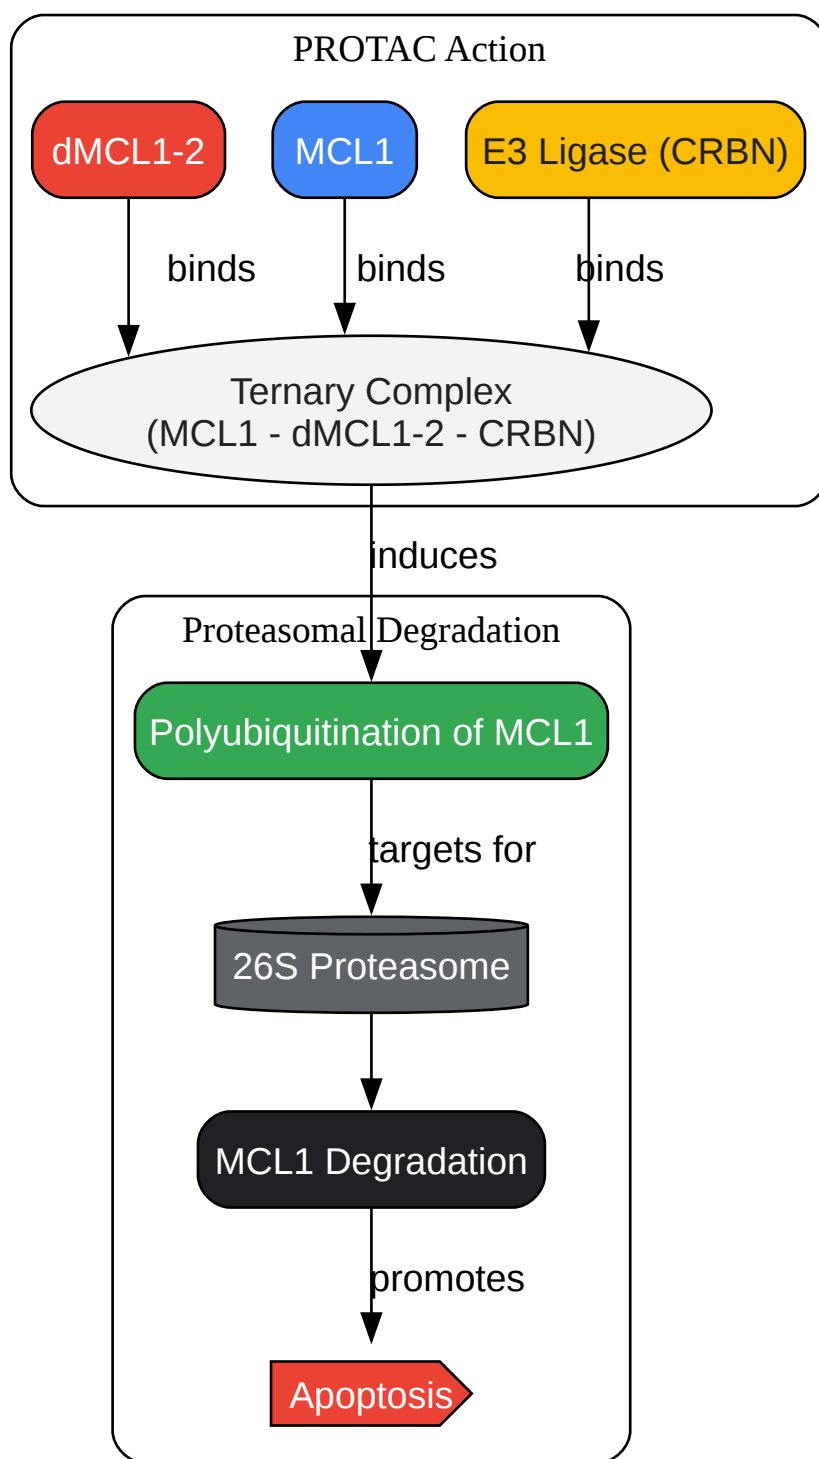 PROTAC Action
dMCL1-2
MCL1
E3 Ligase (CRBN)
binds
binds
binds
Ternary Complex
(MCL1 - dMCL1-2 - CRBN)
induces
Proteasomal Degradation
Polyubiquitination of MCL1
targets for
26S Proteasome
MCL1 Degradation
promotes
Apoptosis